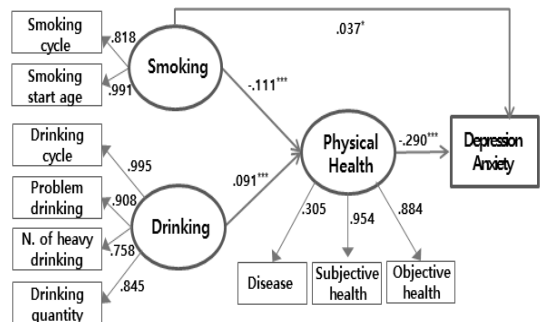 Smoking
cycle
.818
.037*
Smoking
Smoking
start age
.991
-.111***
Drinking
cycle
.995
Physical
Health
-.290***
Depression
Anxiety
Problem
drinking
.908
.091***
Drinking
N. of heavy
drinking
.758
.305
.954
.884
Drinking
quantity
.845
Disease
Subjective
health
Objective
health